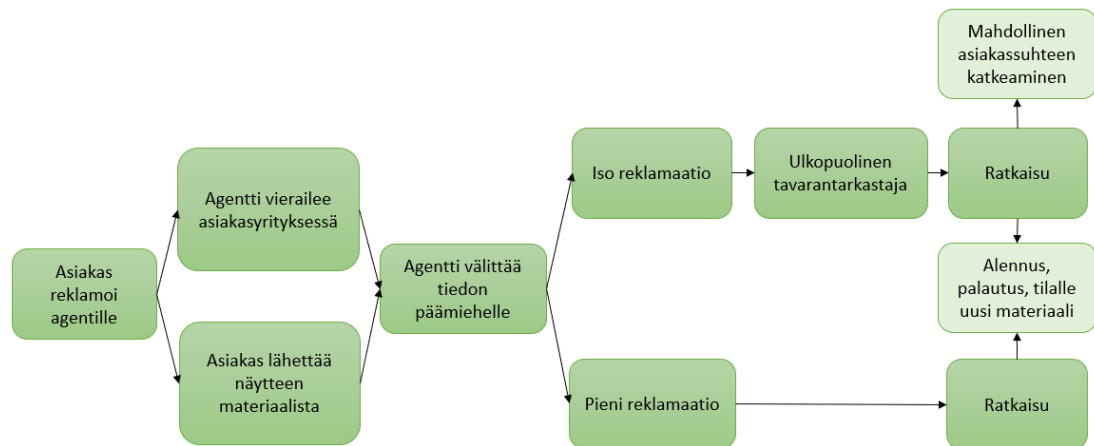 Asiakas
reklamoi
agentille
Agentti vierailee
asiakasyrityksessä
Asiakas lähettää
näytteen
materiaalista
Agentti välittää
tiedon
päämiehelle
Iso reklamaatio
Ulkopuolinen
tavarantarkastaja
Ratkaisu
Mahdollinen
asiakassuhteen
katkeaminen
Alennus,
palautus, tilalle
uusi materiaali
Pieni reklamaatio
Ratkaisu